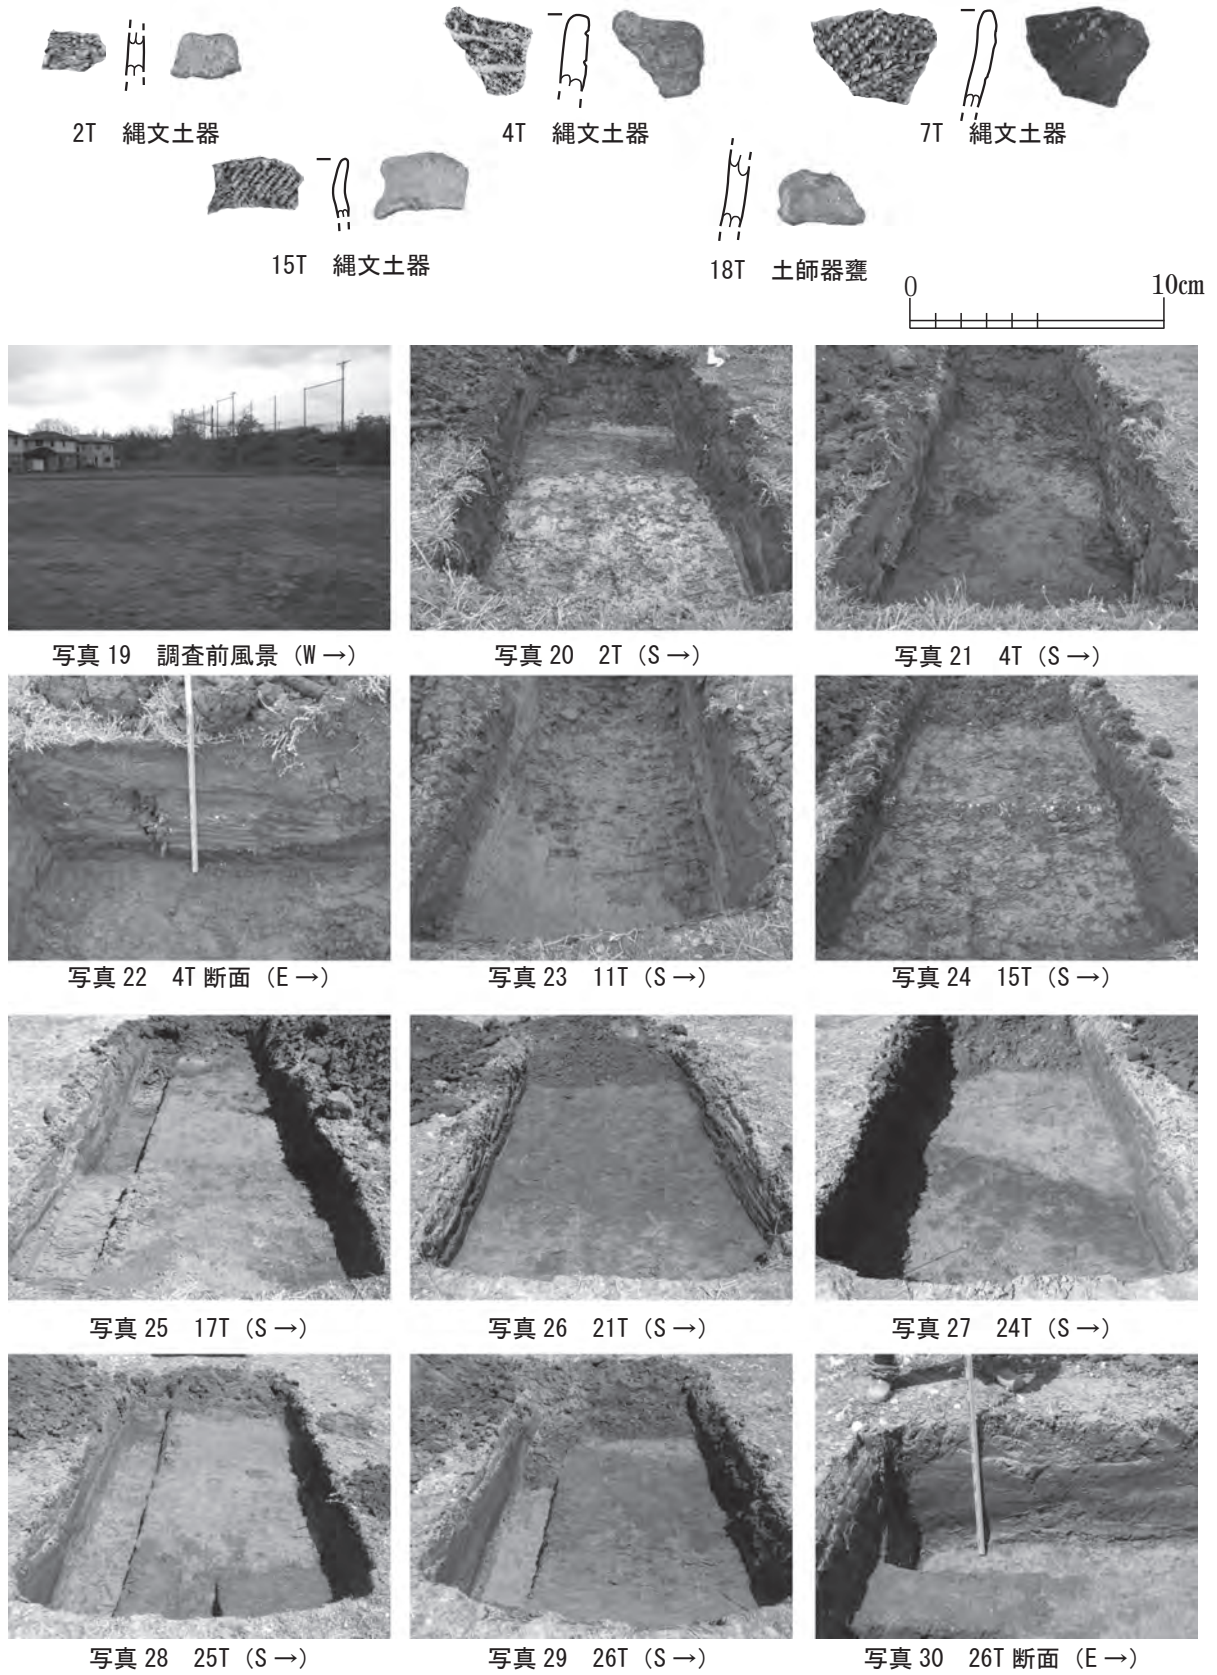 2T　縄文土器
4T　縄文土器
7T　縄文土器
15T　縄文土器
18T　土師器甕
0　10cm
写真 19　調査前風景（W →）
写真 20　2T（S →）
写真 21　4T（S →）
写真 22　4T 断面（E →）
写真 23　11T（S →）
写真 24　15T（S →）
写真 25　17T（S →）
写真 26　21T（S →）
写真 27　24T（S →）
写真 28　25T（S →）
写真 29　26T（S →）
写真 30　26T 断面（E →）